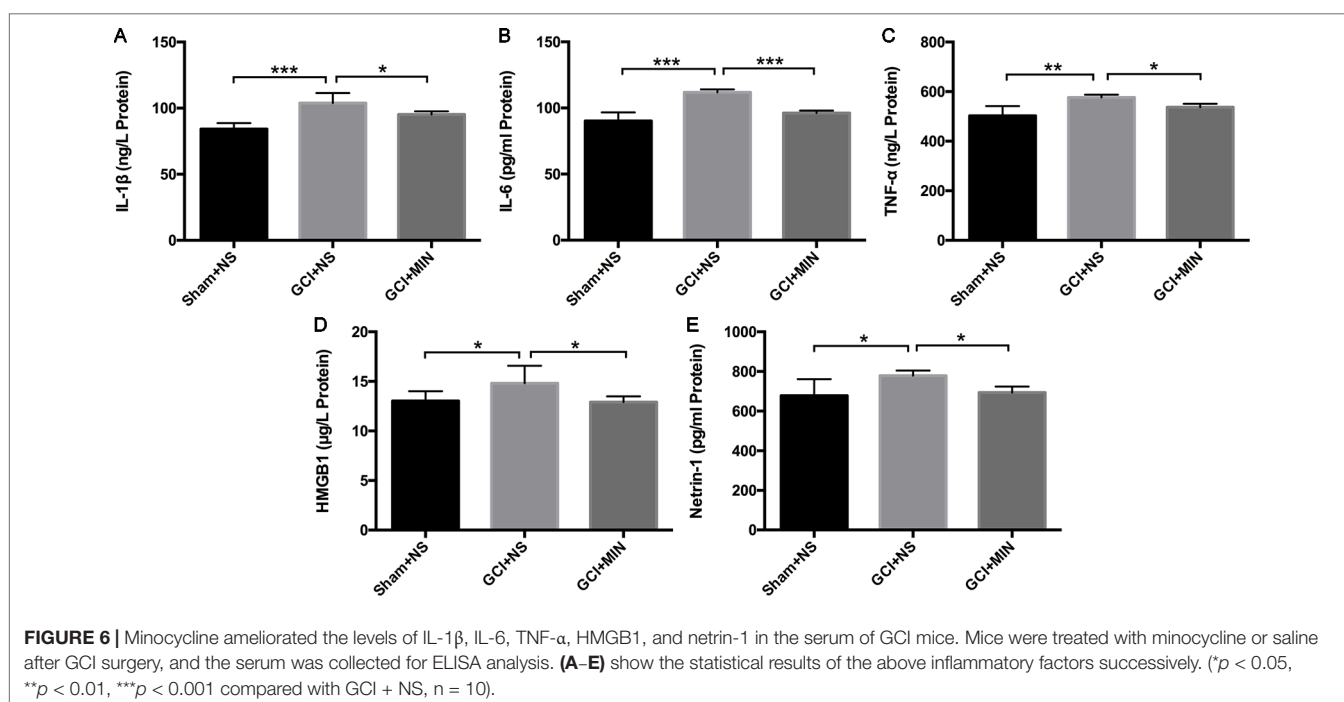 A
150
100
50
0
IL-1β (ng/L Protein)
***
*
Sham+NS
GCI+NS
GCI+MIN
B
150
100
50
0
IL-6 (pg/ml Protein)
***
***
Sham+NS
GCI+NS
GCI+MIN
C
800
600
400
200
0
TNF-α (ng/L Protein)
**
*
Sham+NS
GCI+NS
GCI+MIN
D
20
15
10
5
0
HMGB1 (µg/L Protein)
*
*
Sham+NS
GCI+NS
GCI+MIN
E
1000
800
600
400
200
0
Netrin-1 (pg/ml Protein)
*
*
Sham+NS
GCI+NS
GCI+MIN
FIGURE 6 | Minocycline ameliorated the levels of IL-1β, IL-6, TNF-α, HMGB1, and netrin-1 in the serum of GCI mice. Mice were treated with minocycline or saline
after GCI surgery, and the serum was collected for ELISA analysis. (A–E) show the statistical results of the above inflammatory factors successively. (*p < 0.05,
**p < 0.01, ***p < 0.001 compared with GCI + NS, n = 10).